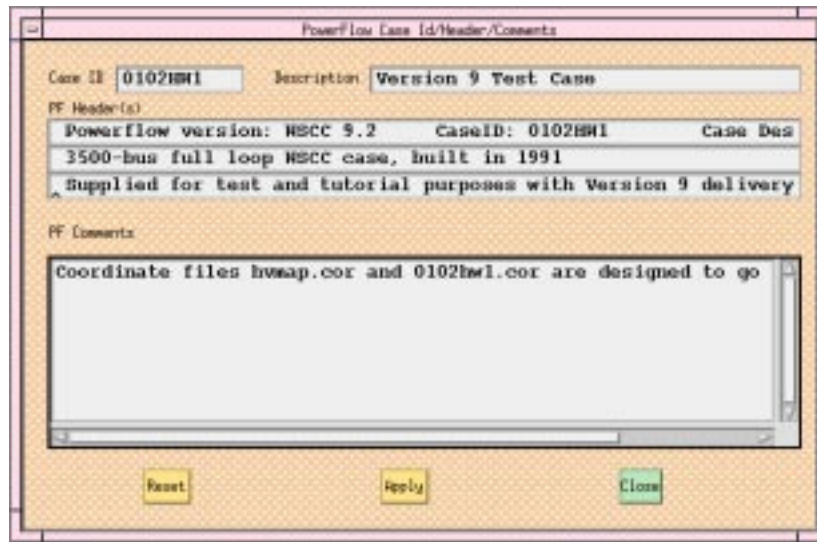 PowerFlow Case Id/Header/Comments
Case ID 0102HW1 Description Version 9 Test Case
PF Header(s)
Powerflow version: WSCC 9.2 CaseID: 0102HW1 Case Des
3500-bus full loop WSCC case, built in 1991
Supplied for test and tutorial purposes with Version 9 delivery
PF Comments
Coordinate files hvmap.cor and 0102hw1.cor are designed to go
Reset Apply Close